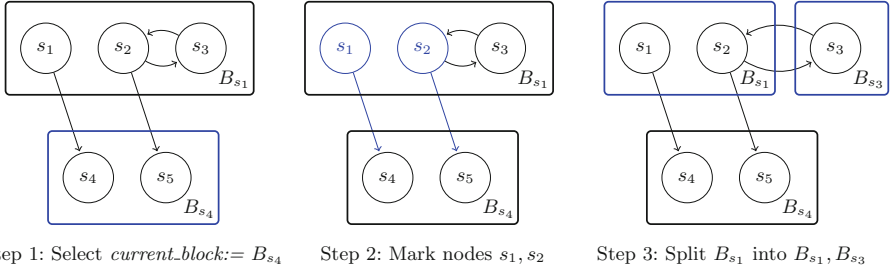 s1 s2 s3 s1 s2 s3 s1 s2 s3
Bs1 Bs1 Bs1 Bs3
s4 s5 s4 s5 s4 s5
Bs4 Bs4 Bs4
ep 1: Select current_block:= Bs4 Step 2: Mark nodes s1, s2 Step 3: Split Bs1 into Bs1, Bs3